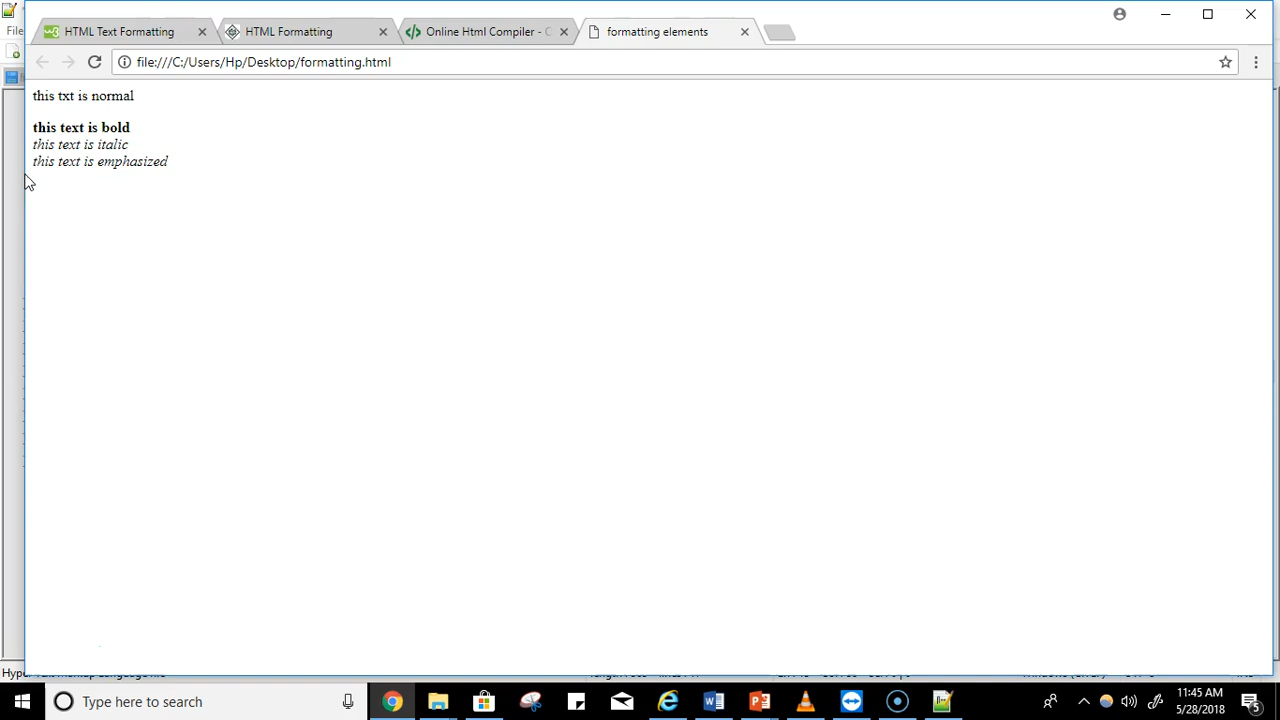 File
HTML Text Formatting
HTML Formatting
Online Html Compiler -
formatting elements
file:///C:/Users/Hp/Desktop/formatting.html
this txt is normal
this text is bold
this text is italic
this text is emphasized
Type here to search
11:45 AM
5/28/2018
5